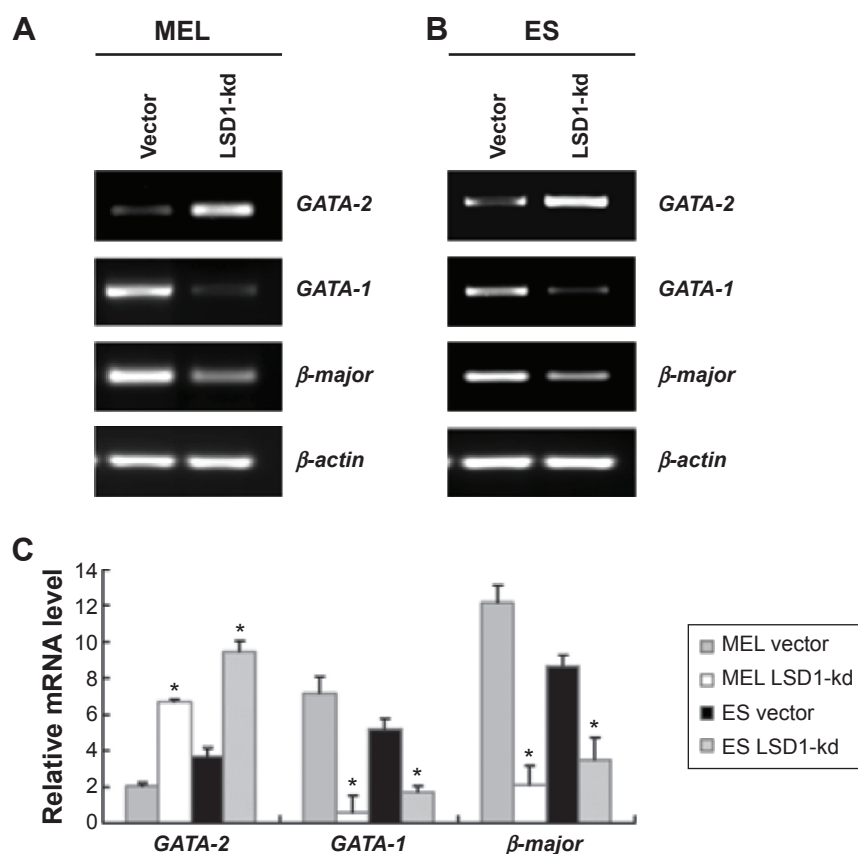 A
MEL
Vector
LSD1-kd
GATA-2
GATA-1
β-major
β-actin
B
ES
Vector
LSD1-kd
GATA-2
GATA-1
β-major
β-actin
C
Relative mRNA level
14
12
10
8
6
4
2
0
* * * * * *
GATA-2 GATA-1 β-major
MEL vector
MEL LSD1-kd
ES vector
ES LSD1-kd